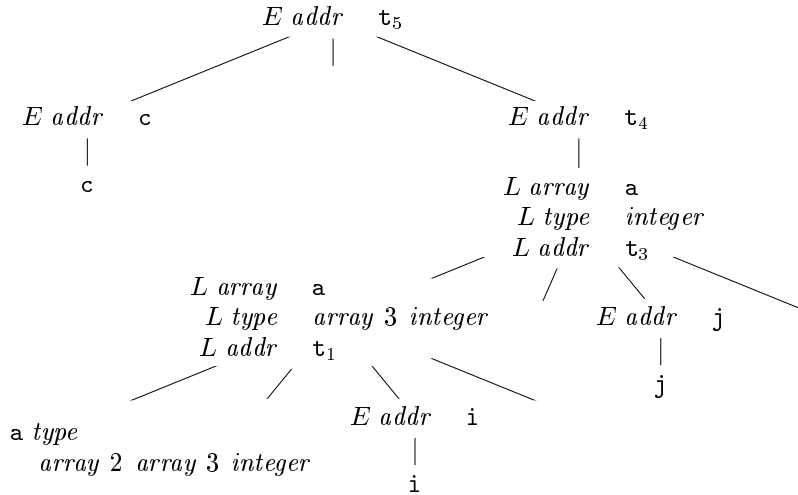 E addr t5
E addr c
E addr t4
c
L array a
L type integer
L addr t3
L array a
L type array 3 integer
L addr t1
E addr j
j
a type
array 2 array 3 integer
E addr i
i